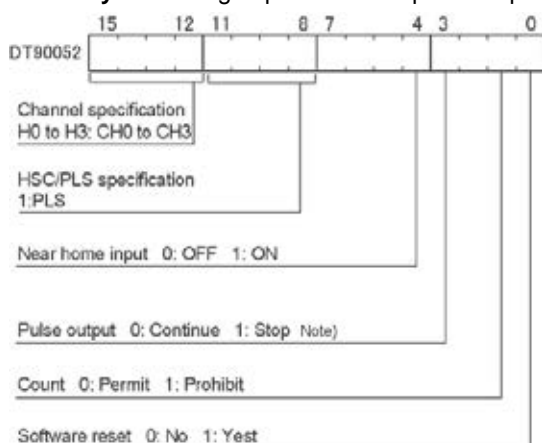 15 12 11 8 7 4 3 0
DT90052
Channel specification
H0 to H3: CH0 to CH3
HSC/PLS specification
1:PLS
Near home input 0: OFF 1: ON
Pulse output 0: Continue 1: Stop Note)
Count 0: Permit 1: Prohibit
Software reset 0: No 1: Yest